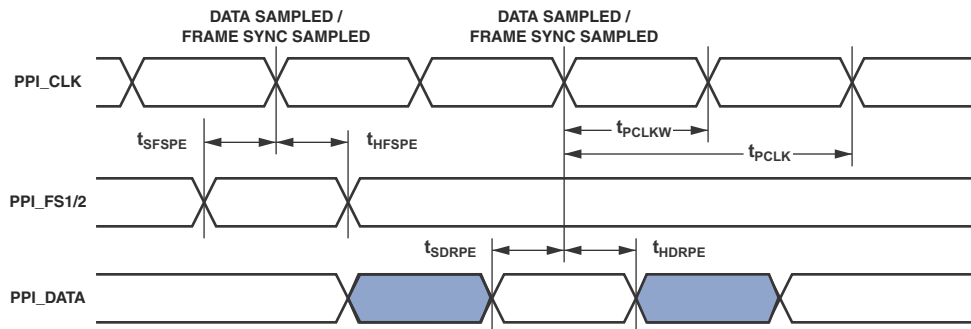 DATA SAMPLED /
FRAME SYNC SAMPLED
DATA SAMPLED /
FRAME SYNC SAMPLED
PPI_CLK
tSFSPE
tHFSPE
tPCLKW
tPCLK
PPI_FS1/2
tSDRPE
tHDRPE
PPI_DATA